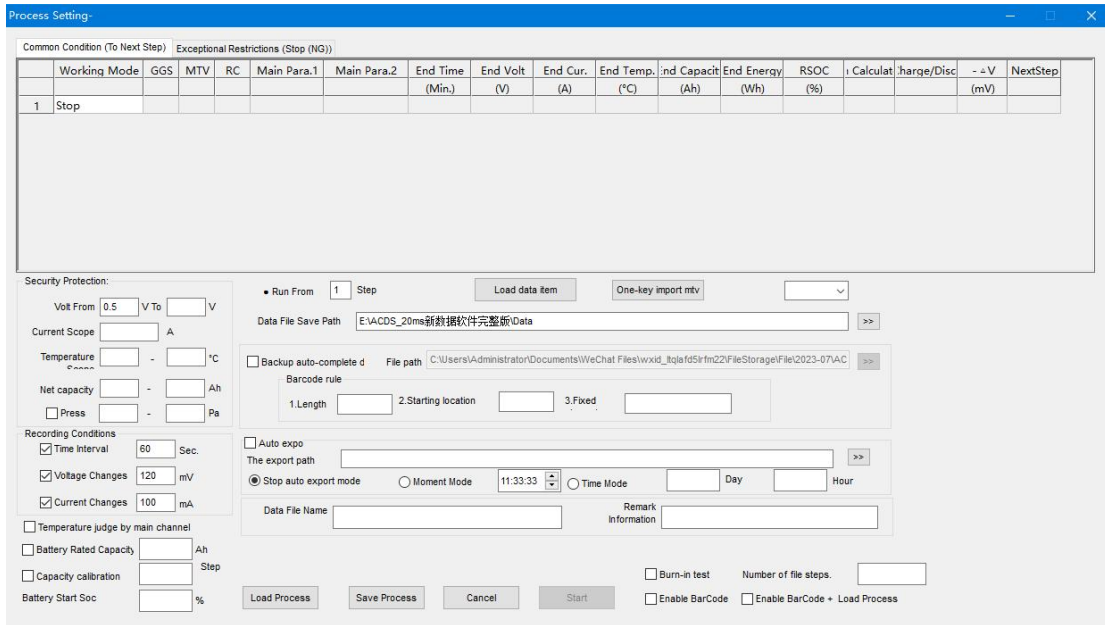 Process Setting-
Common Condition (To Next Step) Exceptional Restrictions (Stop (NG))
Working Mode GGS MTV RC Main Para.1 Main Para.2 End Time End Volt End Cur. End Temp. End Capacit End Energy RSOC Calculat harge/Disc - ▵V NextStep
(Min.) (V) (A) (°C) (Ah) (Wh) (%) (mV)
1 Stop
Security Protection:
Volt From 0.5 V To V
Current Scope A
Temperature Scope - °C
Net capacity - Ah
Press - Pa
Recording Conditions
Time Interval 60 Sec.
Voltage Changes 120 mV
Current Changes 100 mA
Temperature judge by main channel
Battery Rated Capacity Ah
Capacity calibration Step
Battery Start Soc %
• Run From 1 Step Load data item One-key import mtv
Data File Save Path E:\ACDS_20ms新数据软件完整版\Data >>
Backup auto-complete d File path C:\Users\Administrator\Documents\WeChat Files\wxid_ltqlafd5lrfm22\FileStorage\File\2023-07\AC >>
Barcode rule
1.Length 2.Starting location 3.Fixed
Auto expo
The export path >>
Stop auto export mode Moment Mode 11:33:33 Time Mode Day Hour
Data File Name Remark Information
Burn-in test Number of file steps.
Load Process Save Process Cancel Start Enable BarCode Enable BarCode + Load Process